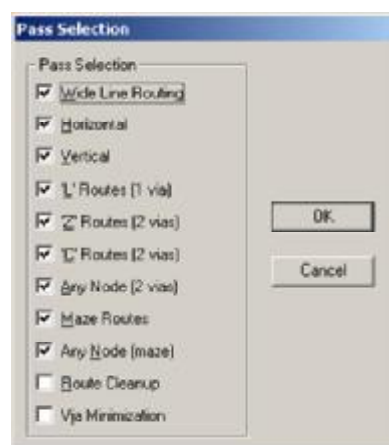 Pass Selection
Pass Selection
Wide Line Routing
Horizontal
Vertical
'L' Routes (1 via)
'Z' Routes (2 vias)
'C' Routes (2 vias)
Any Node (2 vias)
Maze Routes
Any Node (maze)
Route Cleanup
Via Minimization
OK
Cancel